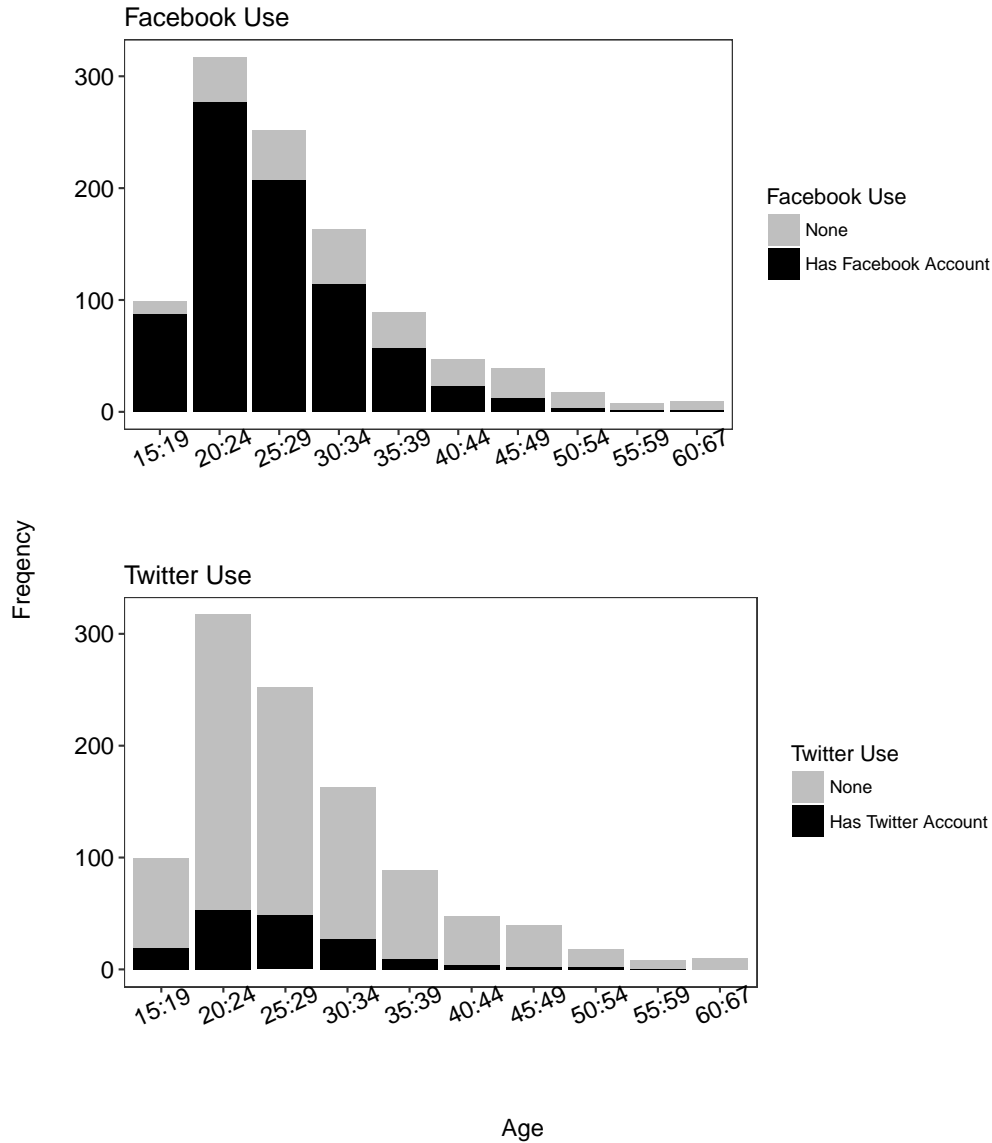 Facebook Use
300
200
100
0
15:19 20:24 25:29 30:34 35:39 40:44 45:49 50:54 55:59 60:67
Facebook Use
None
Has Facebook Account
Freqency
Twitter Use
300
200
100
0
15:19 20:24 25:29 30:34 35:39 40:44 45:49 50:54 55:59 60:67
Twitter Use
None
Has Twitter Account
Age